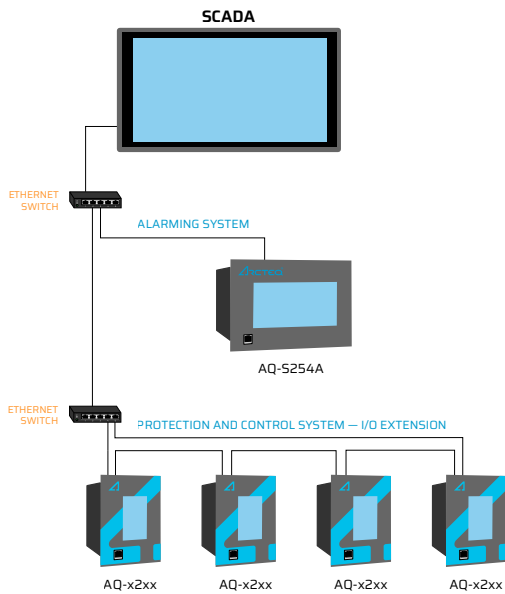 SCADA
ETHERNET
SWITCH
ALARMING SYSTEM
AQ-S254A
ETHERNET
SWITCH
PROTECTION AND CONTROL SYSTEM — I/O EXTENSION
AQ-x2xx
AQ-x2xx
AQ-x2xx
AQ-x2xx